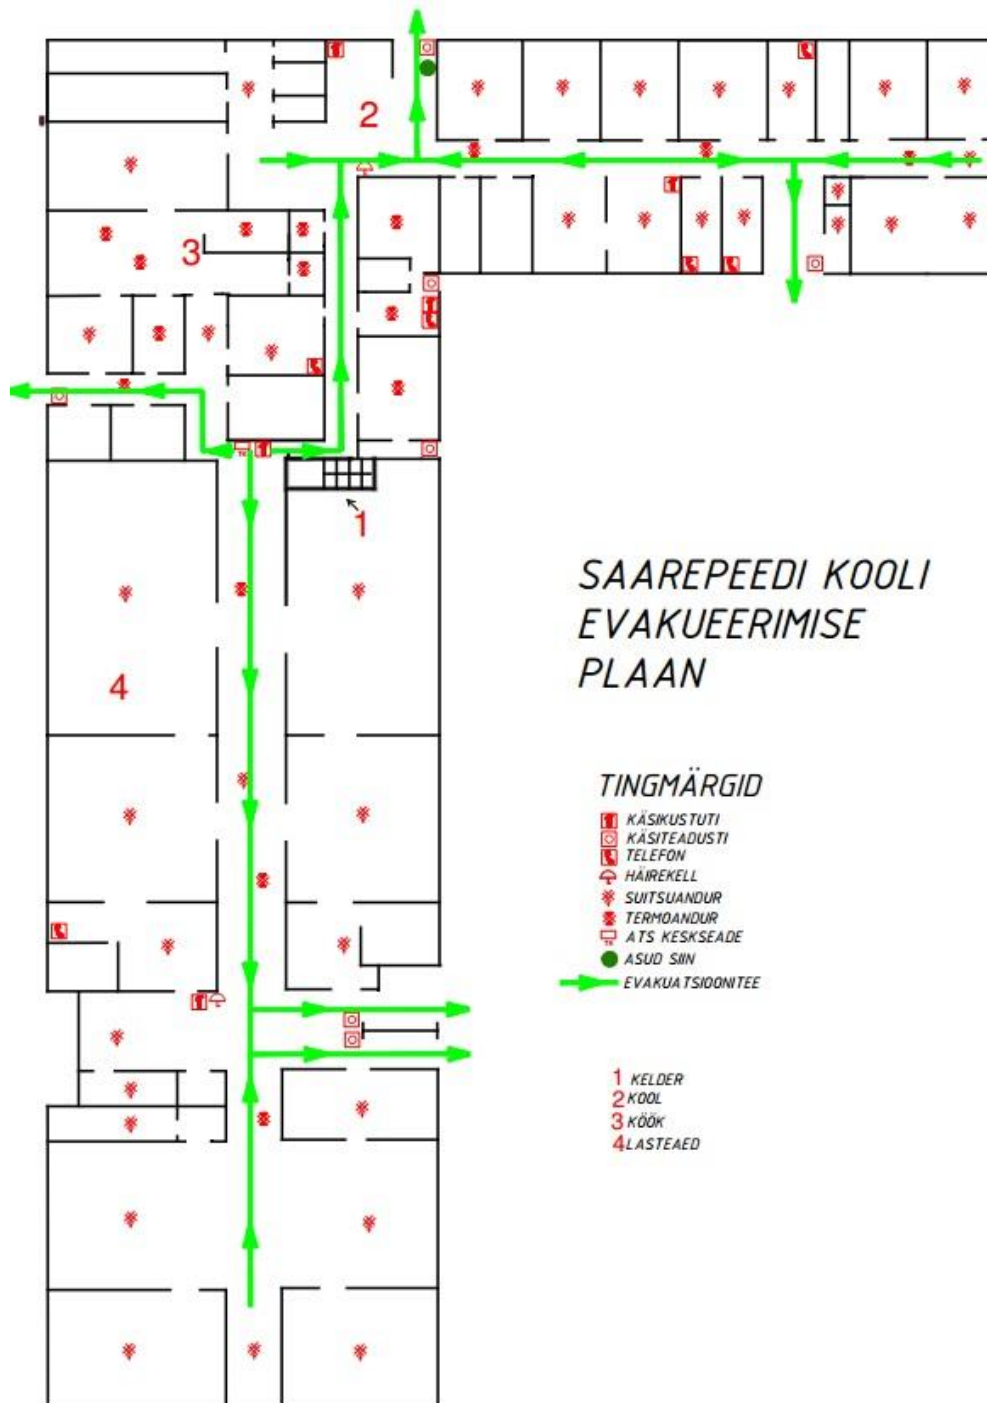 2
3
1
4
SAAREPEEDI KOOLI
EVAKUEERIMISE
PLAAN
TINGMÄRGID
KÄSIKUSTUTI
KÄSITEADUSTI
TELEFON
HÄIREKELL
SUITSUANDUR
TERMOANDUR
ATS KESKSEADE
ASUD SIIN
EVAKUATSIOONITEE
1 KELDER
2 KOOL
3 KÖÖK
4 LASTEAED